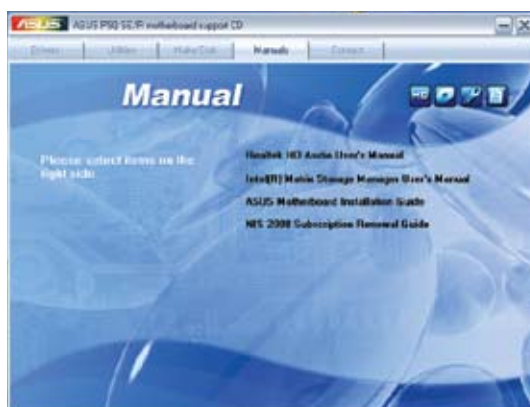 ASUS ASUS P5Q SE/R motherboard support CD
Drivers Utilities Make Disk Manuals Contact
Manual
Please select items on the
right side.
Realtek HD Audio User's Manual
Intel(R) Matrix Storage Manager User's Manual
ASUS Motherboard Installation Guide
NIS 2008 Subscription Renewal Guide